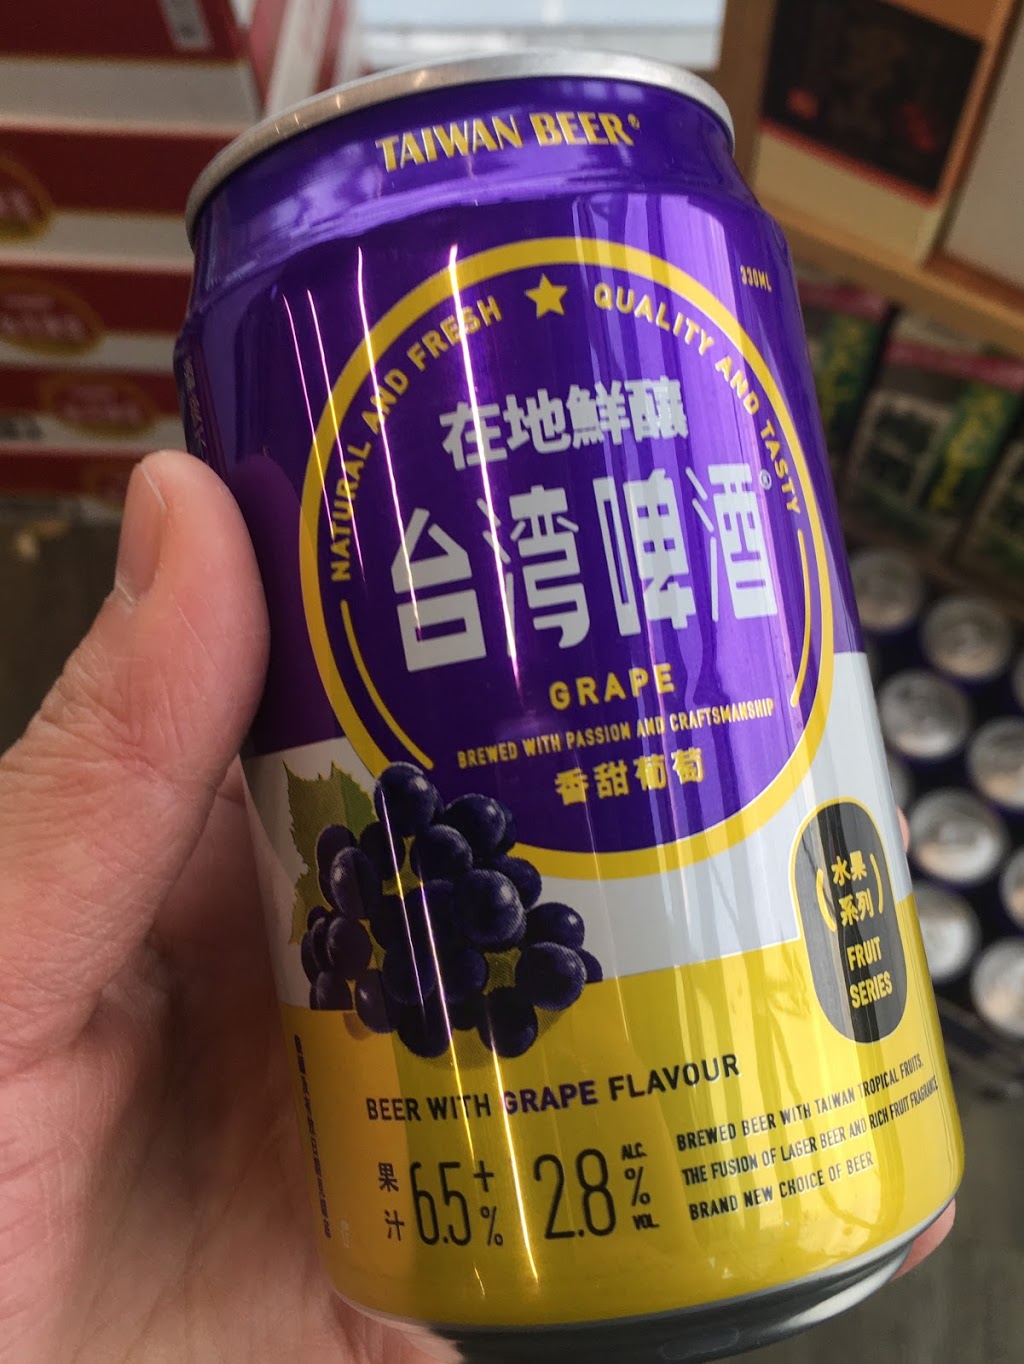 TAIWAN BEER®
330ML
NATURAL AND FRESH ★ QUALITY AND TASTY
在地鮮釀
台湾啤酒®
GRAPE
BREWED WITH PASSION AND CRAFTSMANSHIP
香甜葡萄
(水果
系列)
FRUIT
SERIES
BEER WITH GRAPE FLAVOUR
果汁 6.5+% 2.8 ALC. % VOL.
BREWED BEER WITH TAIWAN TROPICAL FRUITS.
THE FUSION OF LAGER BEER AND RICH FRUIT FRAGRANCE.
BRAND NEW CHOICE OF BEER